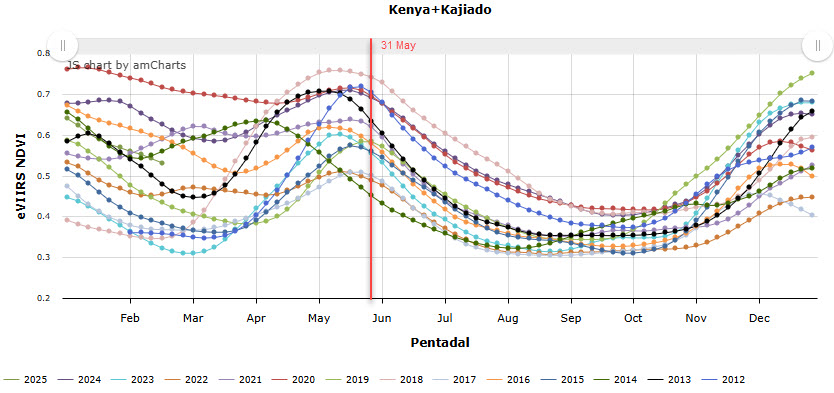 Kenya+Kajiado
31 May
0.8
JS chart by amCharts
0.7
0.6
0.5
0.4
0.3
0.2
eVIIRS NDVI
Feb Mar Apr May Jun Jul Aug Sep Oct Nov Dec
Pentadal
2025 2024 2023 2022 2021 2020 2019 2018 2017 2016 2015 2014 2013 2012